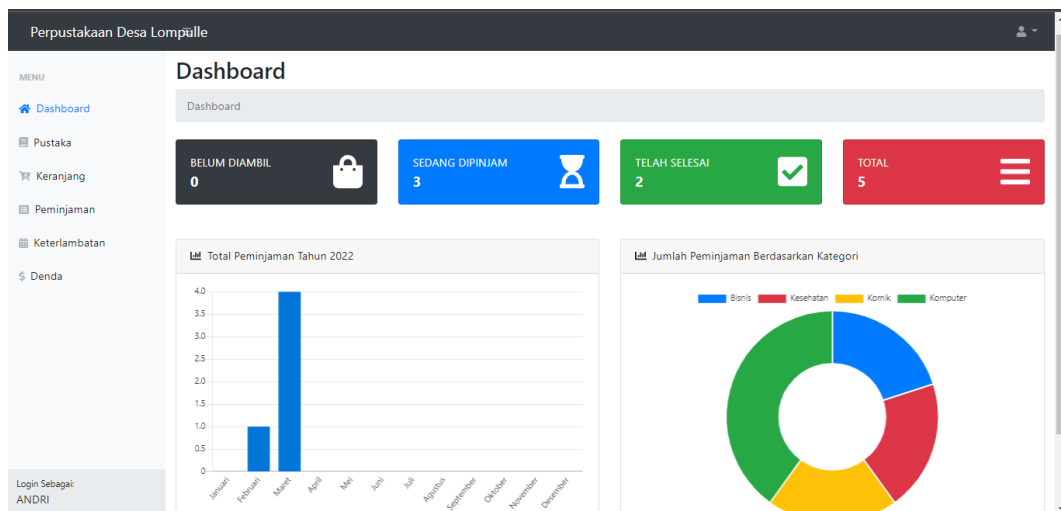 Perpustakaan Desa Lompulle
MENU
Dashboard
Pustaka
Keranjang
Peminjaman
Keterlambatan
$ Denda
Login Sebagai:
ANDRI
Dashboard
Dashboard
BELUM DIAMBIL
0
SEDANG DIPINJAM
3
TELAH SELESAI
2
TOTAL
5
Total Peminjaman Tahun 2022
4.0
3.5
3.0
2.5
2.0
1.5
1.0
0.5
0
Januari Februari Maret April Mei Juni Juli Agustus September Oktober November Desember
Jumlah Peminjaman Berdasarkan Kategori
Bisnis Kesehatan Komik Komputer